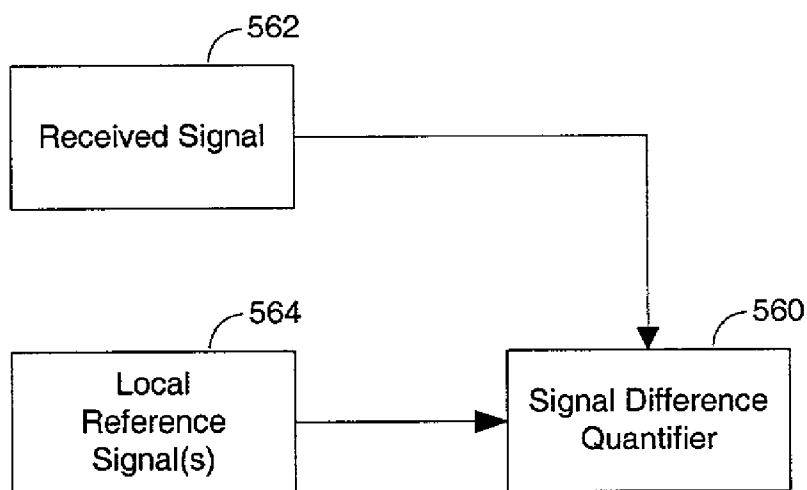 562
Received Signal
564
Local
Reference
Signal(s)
560
Signal Difference
Quantifier